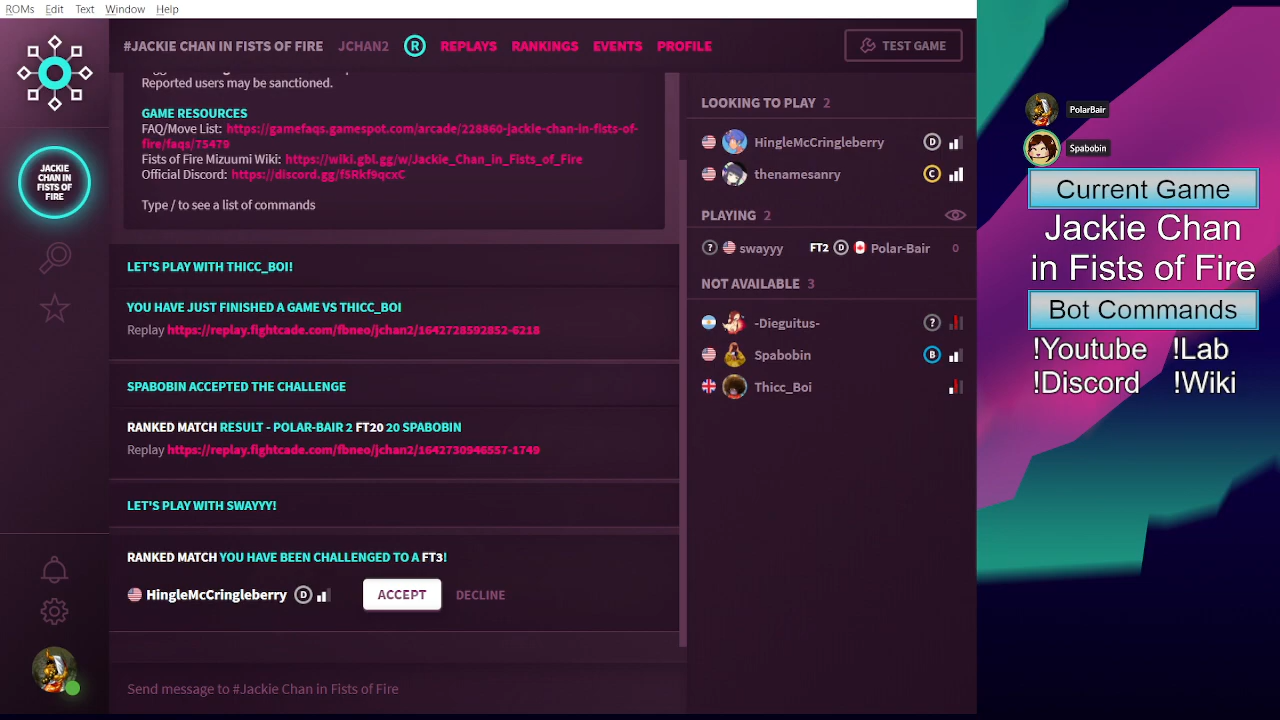 ROMs Edit Text Window Help
#JACKIE CHAN IN FISTS OF FIRE JCHAN2 R REPLAYS RANKINGS EVENTS PROFILE TEST GAME
JACKIE
CHAN IN
FISTS OF
FIRE
Reported users may be sanctioned.
GAME RESOURCES
FAQ/Move List: https://gamefaqs.gamespot.com/arcade/228860-jackie-chan-in-fists-of-
fire/faqs/75479
Fists of Fire Mizuumi Wiki: https://wiki.gbl.gg/w/Jackie_Chan_in_Fists_of_Fire
Official Discord: https://discord.gg/fSRkf9qcxC
Type / to see a list of commands
LET'S PLAY WITH THICC_BOI!
YOU HAVE JUST FINISHED A GAME VS THICC_BOI
Replay https://replay.fightcade.com/fbneo/jchan2/1642728592852-6218
SPABOBIN ACCEPTED THE CHALLENGE
RANKED MATCH RESULT - POLAR-BAIR 2 FT20 20 SPABOBIN
Replay https://replay.fightcade.com/fbneo/jchan2/1642730946557-1749
LET'S PLAY WITH SWAYYY!
RANKED MATCH YOU HAVE BEEN CHALLENGED TO A FT3!
HingleMcCringleberry D ACCEPT DECLINE
Send message to #Jackie Chan in Fists of Fire
LOOKING TO PLAY 2
HingleMcCringleberry D
thenamesanry C
PLAYING 2
? swayyy FT2 D Polar-Bair 0
NOT AVAILABLE 3
-Dieguitus- ?
Spabobin B
Thicc_Boi
PolarBair
Spabobin
Current Game
Jackie Chan
in Fists of Fire
Bot Commands
!Youtube !Lab
!Discord !Wiki